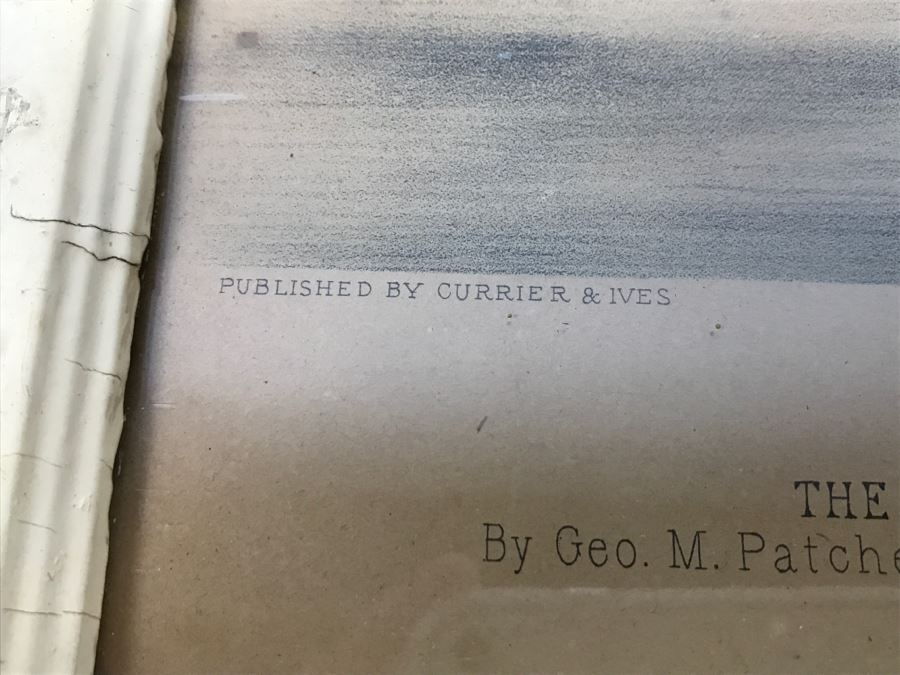 PUBLISHED BY CURRIER & IVES
THE
By Geo. M. Patche